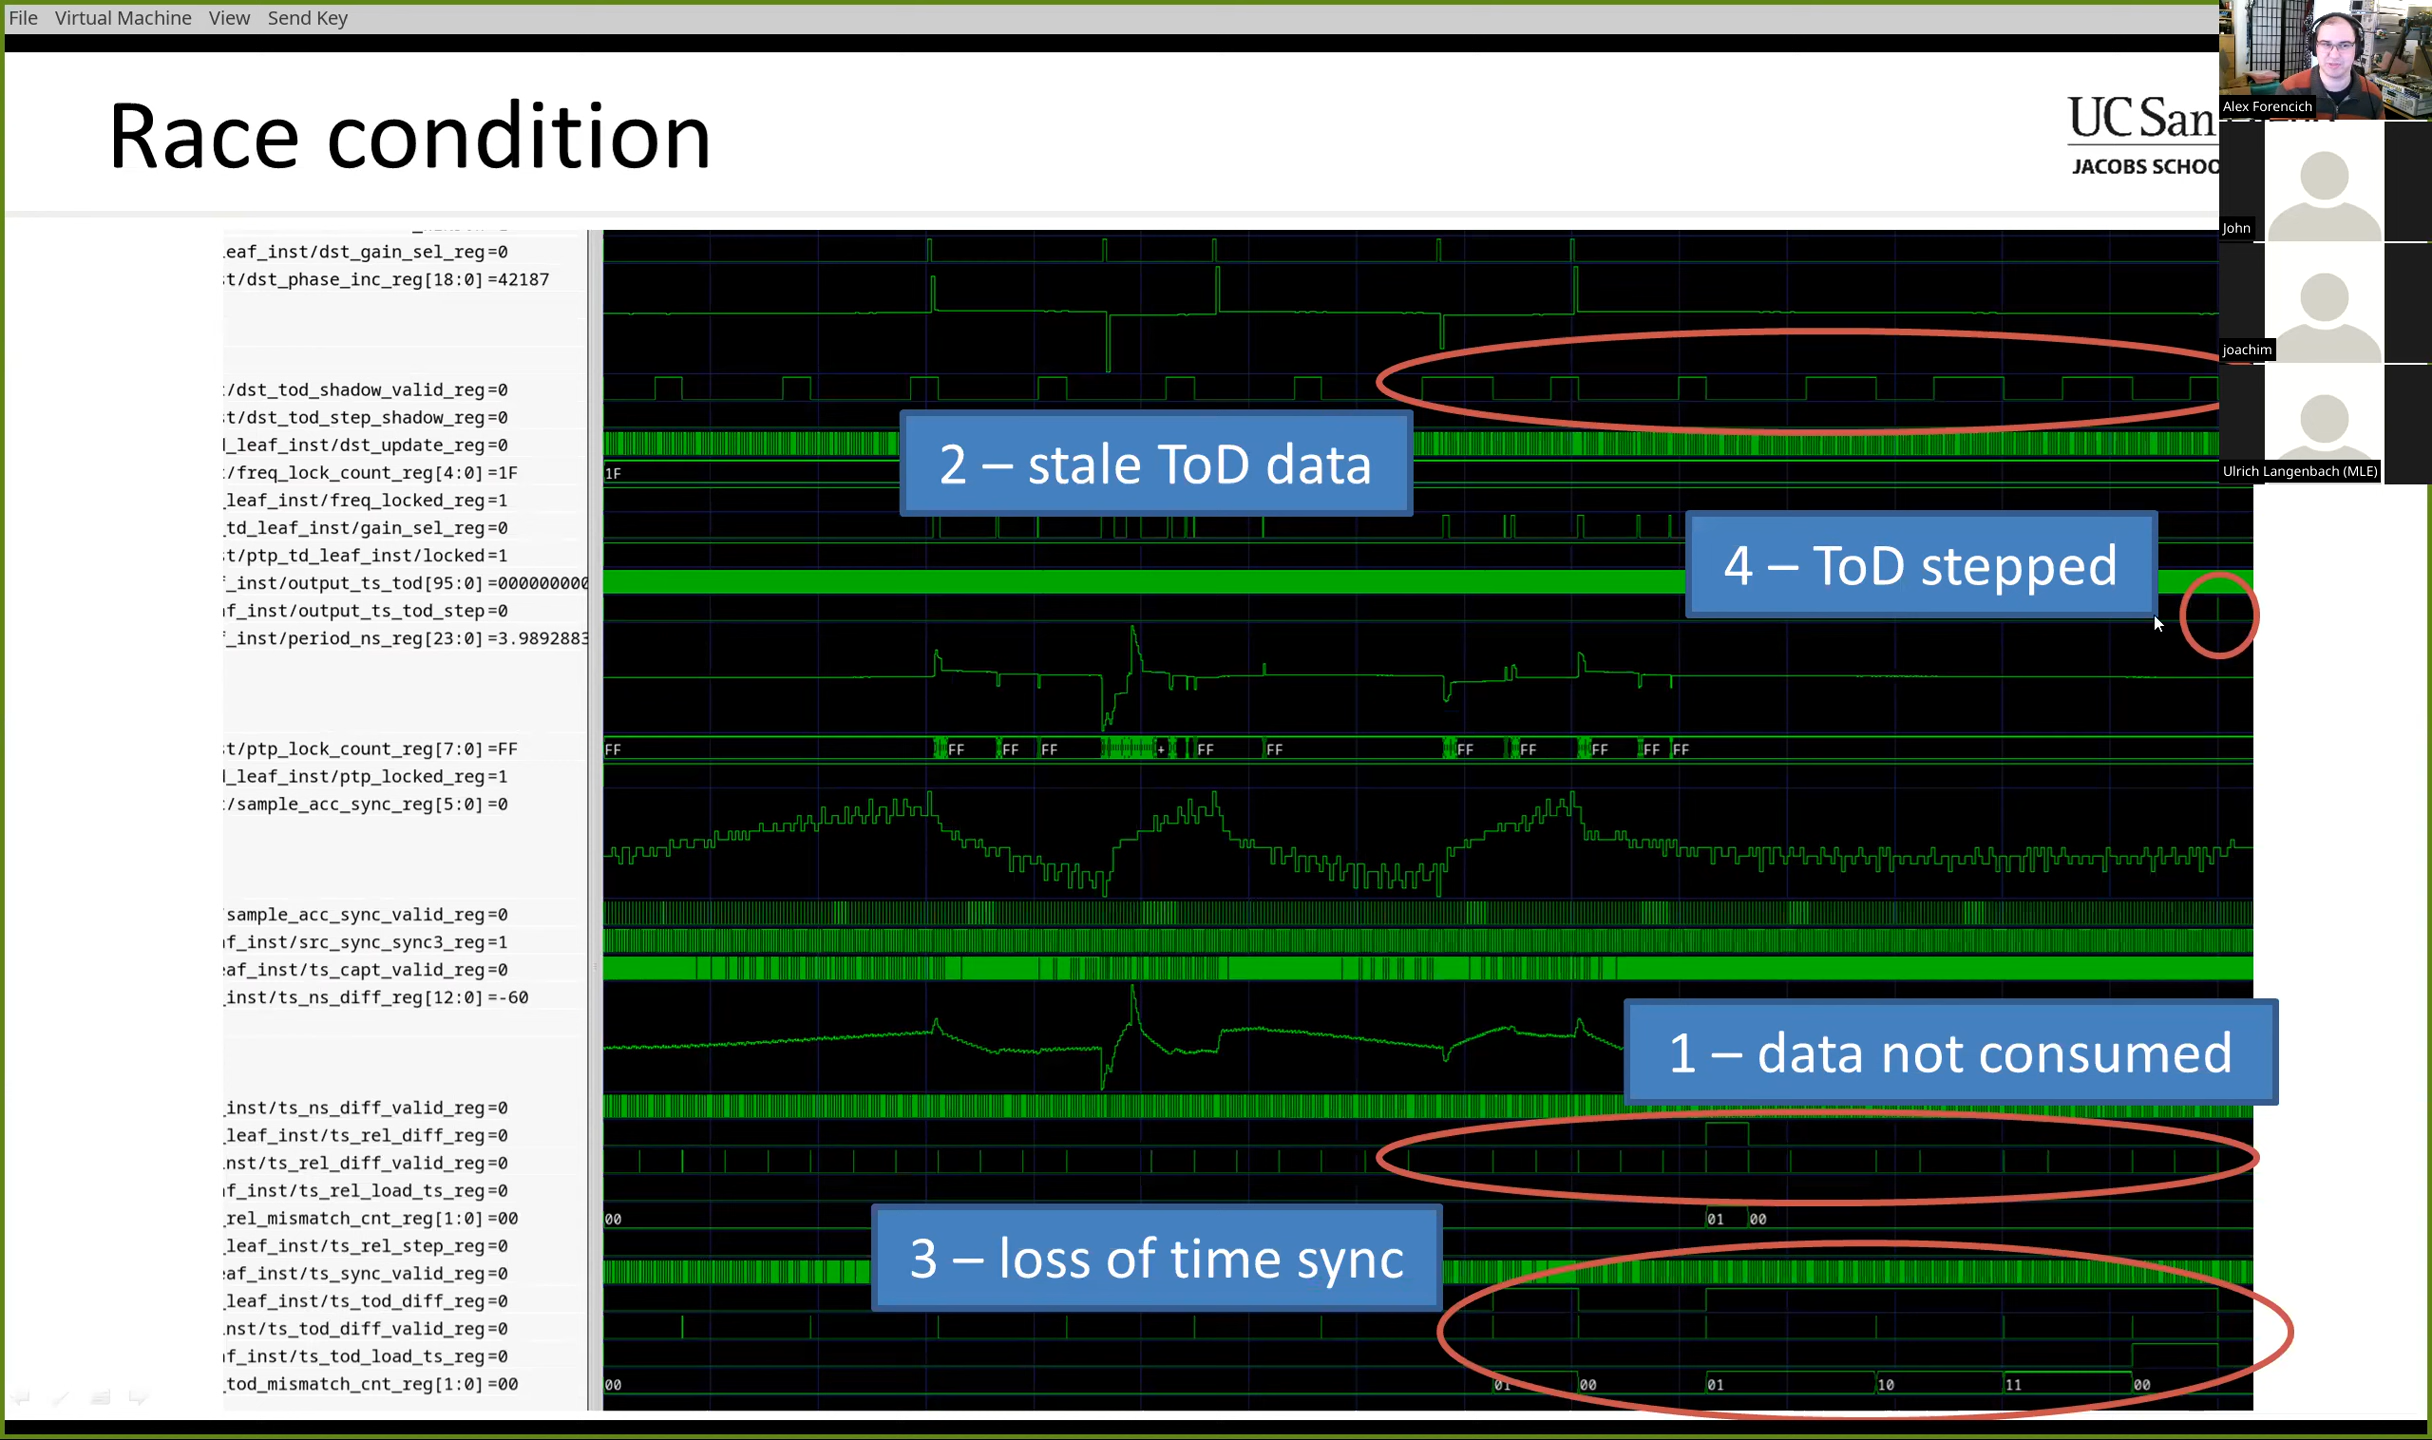 File Virtual Machine View Send Key
Race condition
UC San
JACOBS SCHOO
Alex Forencich
John
joachim
Ulrich Langenbach (MLE)
leaf_inst/dst_gain_sel_reg=0
t/dst_phase_inc_reg[18:0]=42187
/dst_tod_shadow_valid_reg=0
t/dst_tod_step_shadow_reg=0
_leaf_inst/dst_update_reg=0
/freq_lock_count_reg[4:0]=1F
1F
_leaf_inst/freq_locked_reg=1
td_leaf_inst/gain_sel_reg=0
t/ptp_td_leaf_inst/locked=1
_inst/output_ts_tod[95:0]=000000000
f_inst/output_ts_tod_step=0
_inst/period_ns_reg[23:0]=3.9892883
t/ptp_lock_count_reg[7:0]=FF
FF FF FF FF + FF FF FF FF FF FF FF
_leaf_inst/ptp_locked_reg=1
/sample_acc_sync_reg[5:0]=0
sample_acc_sync_valid_reg=0
f_inst/src_sync_sync3_reg=1
eaf_inst/ts_capt_valid_reg=0
inst/ts_ns_diff_reg[12:0]=-60
inst/ts_ns_diff_valid_reg=0
_leaf_inst/ts_rel_diff_reg=0
nst/ts_rel_diff_valid_reg=0
f_inst/ts_rel_load_ts_reg=0
_rel_mismatch_cnt_reg[1:0]=00
00 01 00
_leaf_inst/ts_rel_step_reg=0
eaf_inst/ts_sync_valid_reg=0
_leaf_inst/ts_tod_diff_reg=0
nst/ts_tod_diff_valid_reg=0
f_inst/ts_tod_load_ts_reg=0
_tod_mismatch_cnt_reg[1:0]=00
00 01 00 01 10 11 00
2 – stale ToD data
4 – ToD stepped
1 – data not consumed
3 – loss of time sync